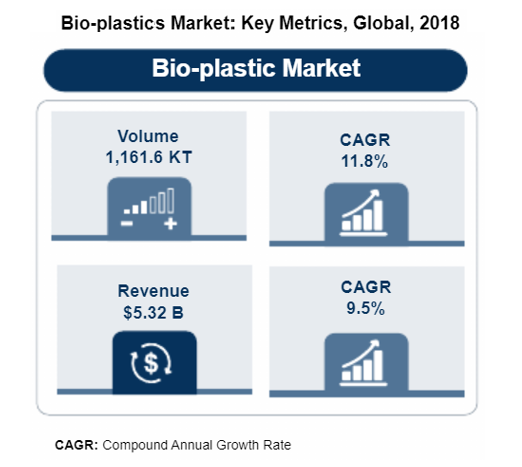 Bio-plastics Market: Key Metrics, Global, 2018
Bio-plastic Market
Volume
1,161.6 KT
CAGR
11.8%
Revenue
$5.32 B
CAGR
9.5%
CAGR: Compound Annual Growth Rate